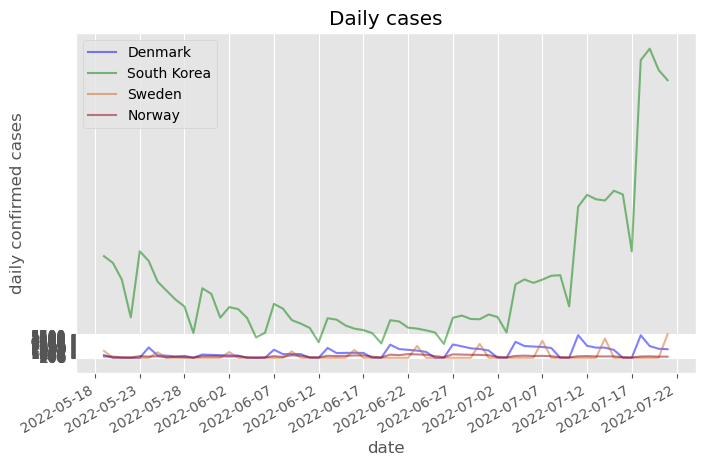 Daily cases
Denmark
South Korea
Sweden
Norway
daily confirmed cases
2022-05-18
2022-05-23
2022-05-28
2022-06-02
2022-06-07
2022-06-12
2022-06-17
2022-06-22
2022-06-27
2022-07-02
2022-07-07
2022-07-12
2022-07-17
2022-07-22
date